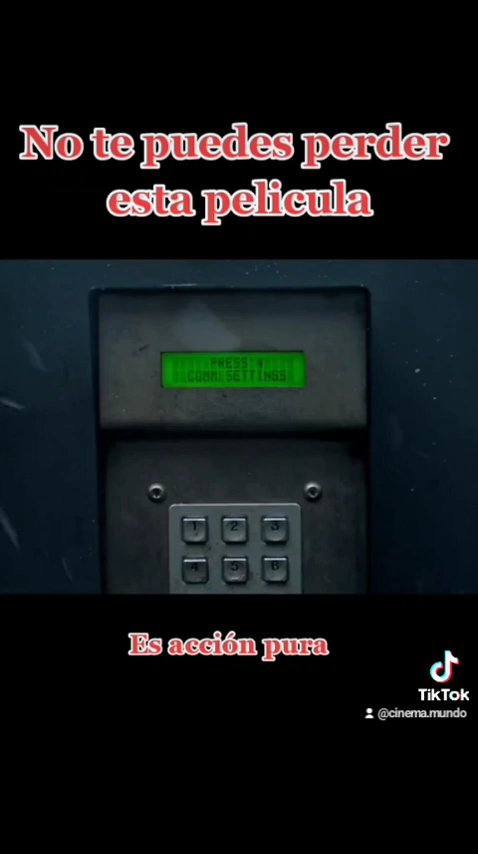 No te puedes perder
esta pelicula
PRESS 4
COMM SETTINGS
1 2 3
4 5 6
Es acción pura
TikTok
@cinema.mundo